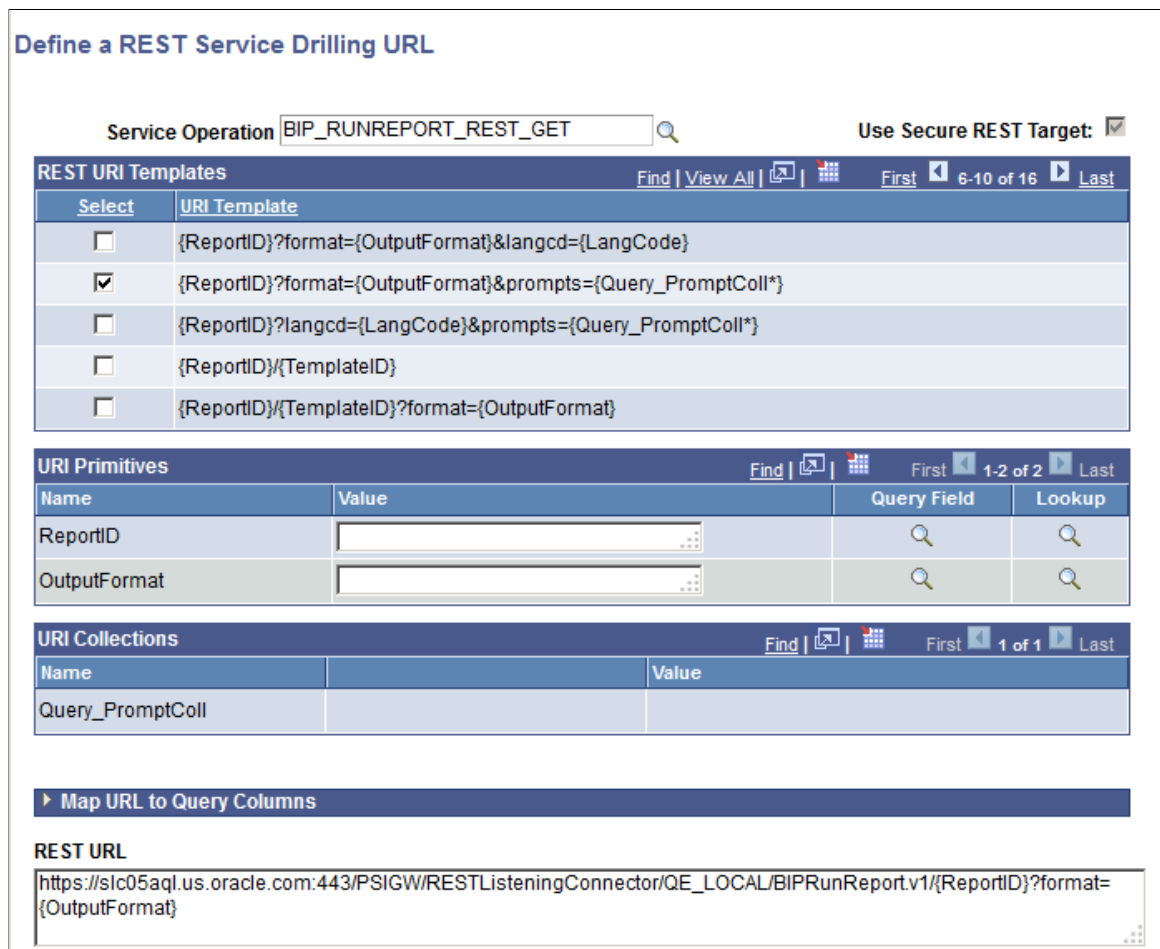 Define a REST Service Drilling URL
Service Operation BIP_RUNREPORT_REST_GET Use Secure REST Target:
REST URI Templates Find | View All | | First 6-10 of 16 Last
Select URI Template
{ReportID}?format={OutputFormat}&langcd={LangCode}
{ReportID}?format={OutputFormat}&prompts={Query_PromptColl*}
{ReportID}?langcd={LangCode}&prompts={Query_PromptColl*}
{ReportID}/{TemplateID}
{ReportID}/{TemplateID}?format={OutputFormat}
URI Primitives Find | | First 1-2 of 2 Last
Name Value Query Field Lookup
ReportID
OutputFormat
URI Collections Find | | First 1 of 1 Last
Name Value
Query_PromptColl
Map URL to Query Columns
REST URL
https://slc05aql.us.oracle.com:443/PSIGW/RESTListeningConnector/QE_LOCAL/BIPRunReport.v1/{ReportID}?format=
{OutputFormat}